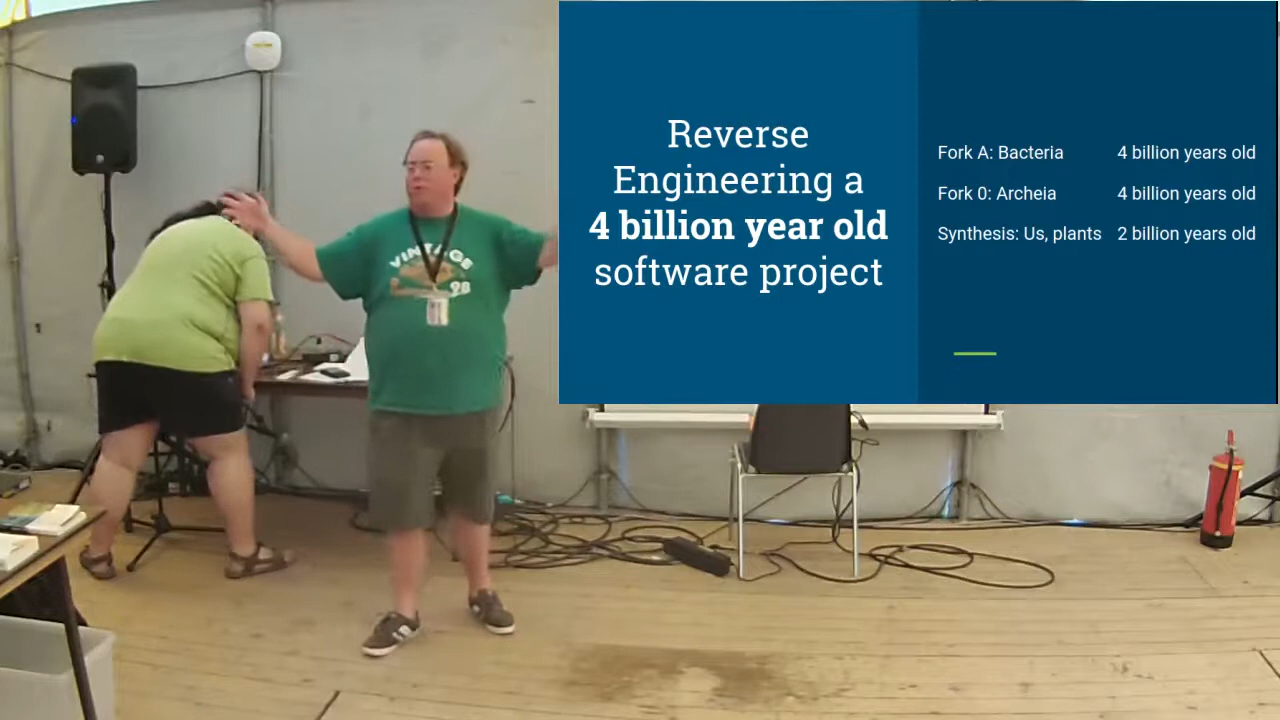 Reverse
Engineering a
4 billion year old
software project
Fork A: Bacteria 4 billion years old
Fork 0: Archeia 4 billion years old
Synthesis: Us, plants 2 billion years old
VINTAGE
98